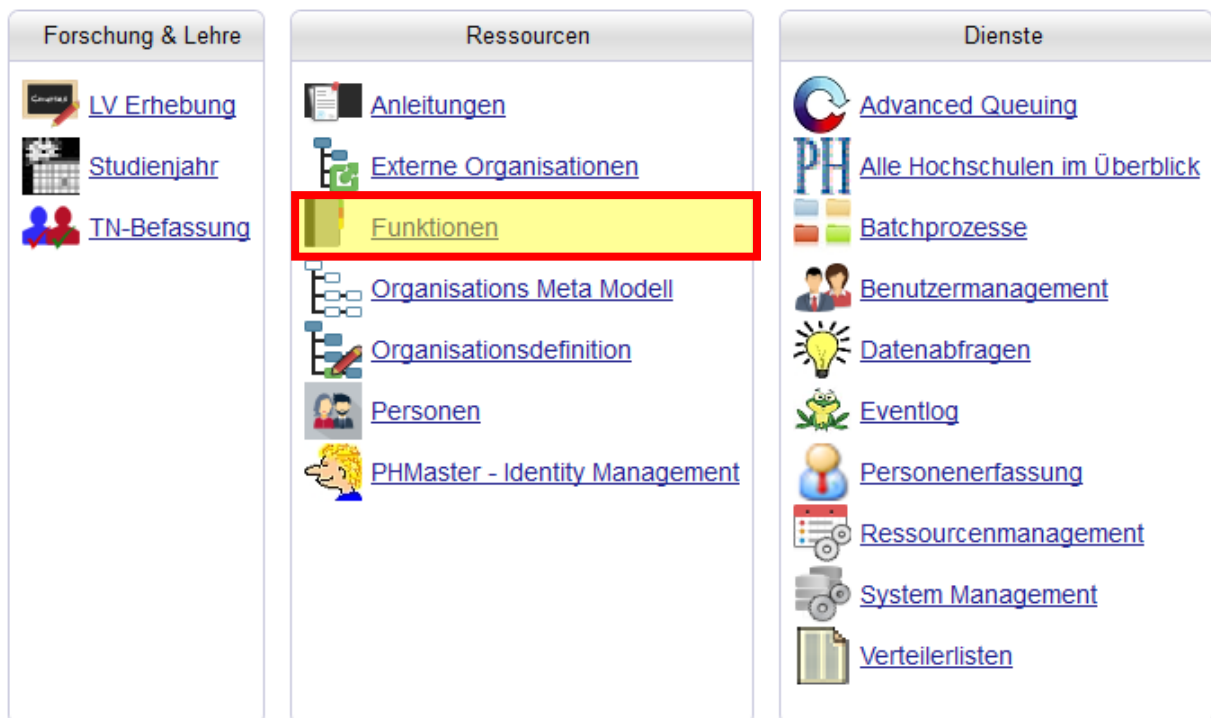 Forschung & Lehre
LV Erhebung
Studienjahr
TN-Befassung
Ressourcen
Anleitungen
Externe Organisationen
Funktionen
Organisations Meta Modell
Organisationsdefinition
Personen
PHMaster - Identity Management
Dienste
Advanced Queuing
PH Alle Hochschulen im Überblick
Batchprozesse
Benutzermanagement
Datenabfragen
Eventlog
Personenerfassung
Ressourcenmanagement
System Management
Verteilerlisten